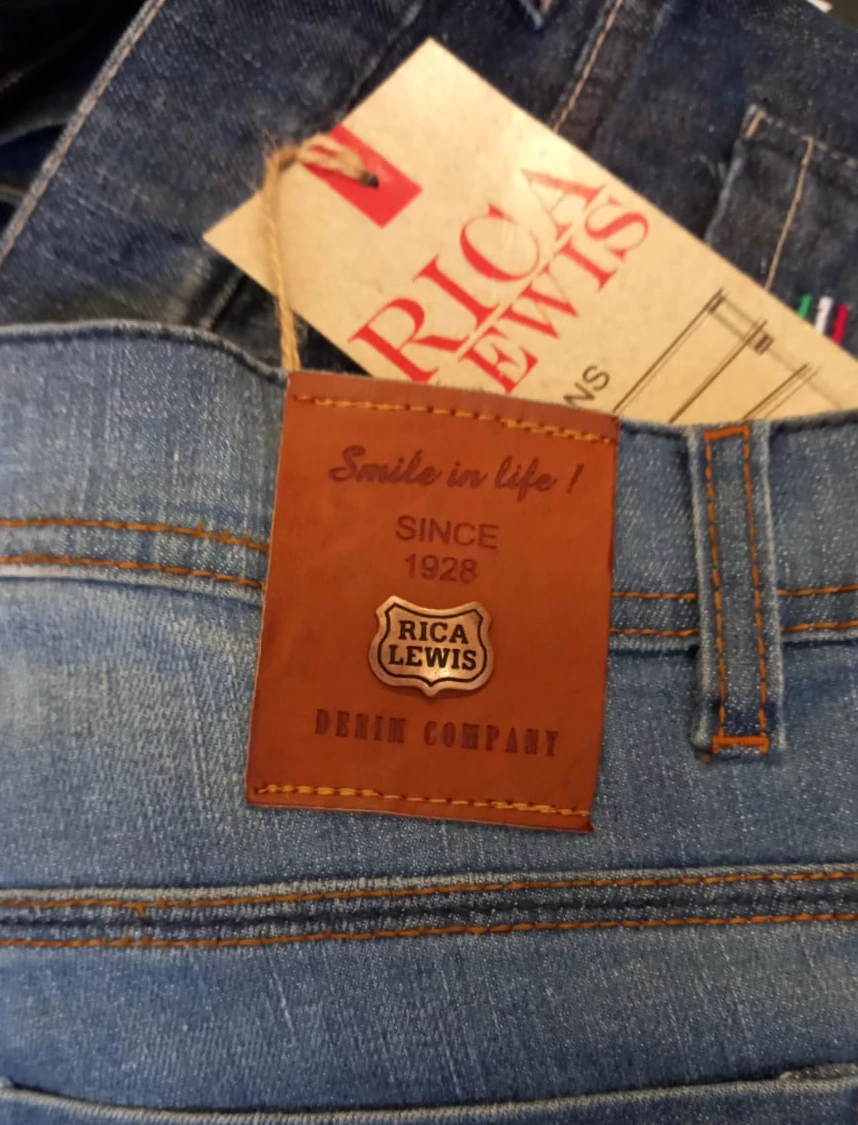 RICA
LEWIS
NS
Smile in life !
SINCE
1928
RICA
LEWIS
DENIM COMPANY